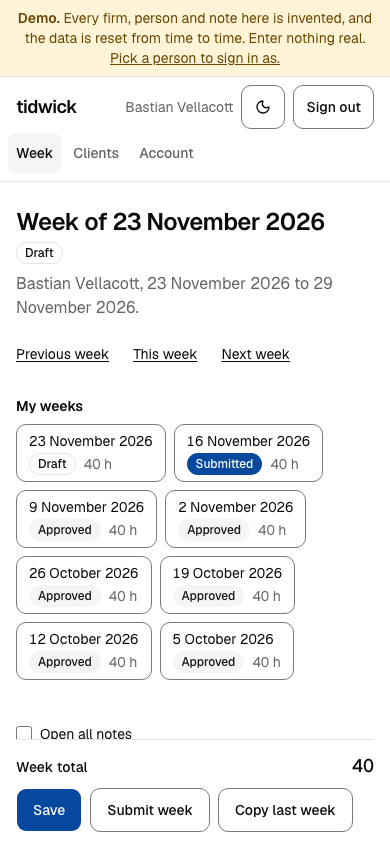 Demo. Every firm, person and note here is invented, and
the data is reset from time to time. Enter nothing real.
Pick a person to sign in as.
tidwick
Bastian Vellacott
Sign out
Week
Clients
Account
Week of 23 November 2026
Draft
Bastian Vellacott, 23 November 2026 to 29
November 2026.
Previous week
This week
Next week
My weeks
23 November 2026
Draft 40 h
16 November 2026
Submitted 40 h
9 November 2026
Approved 40 h
2 November 2026
Approved 40 h
26 October 2026
Approved 40 h
19 October 2026
Approved 40 h
12 October 2026
Approved 40 h
5 October 2026
Approved 40 h
Open all notes
Week total
40
Save
Submit week
Copy last week